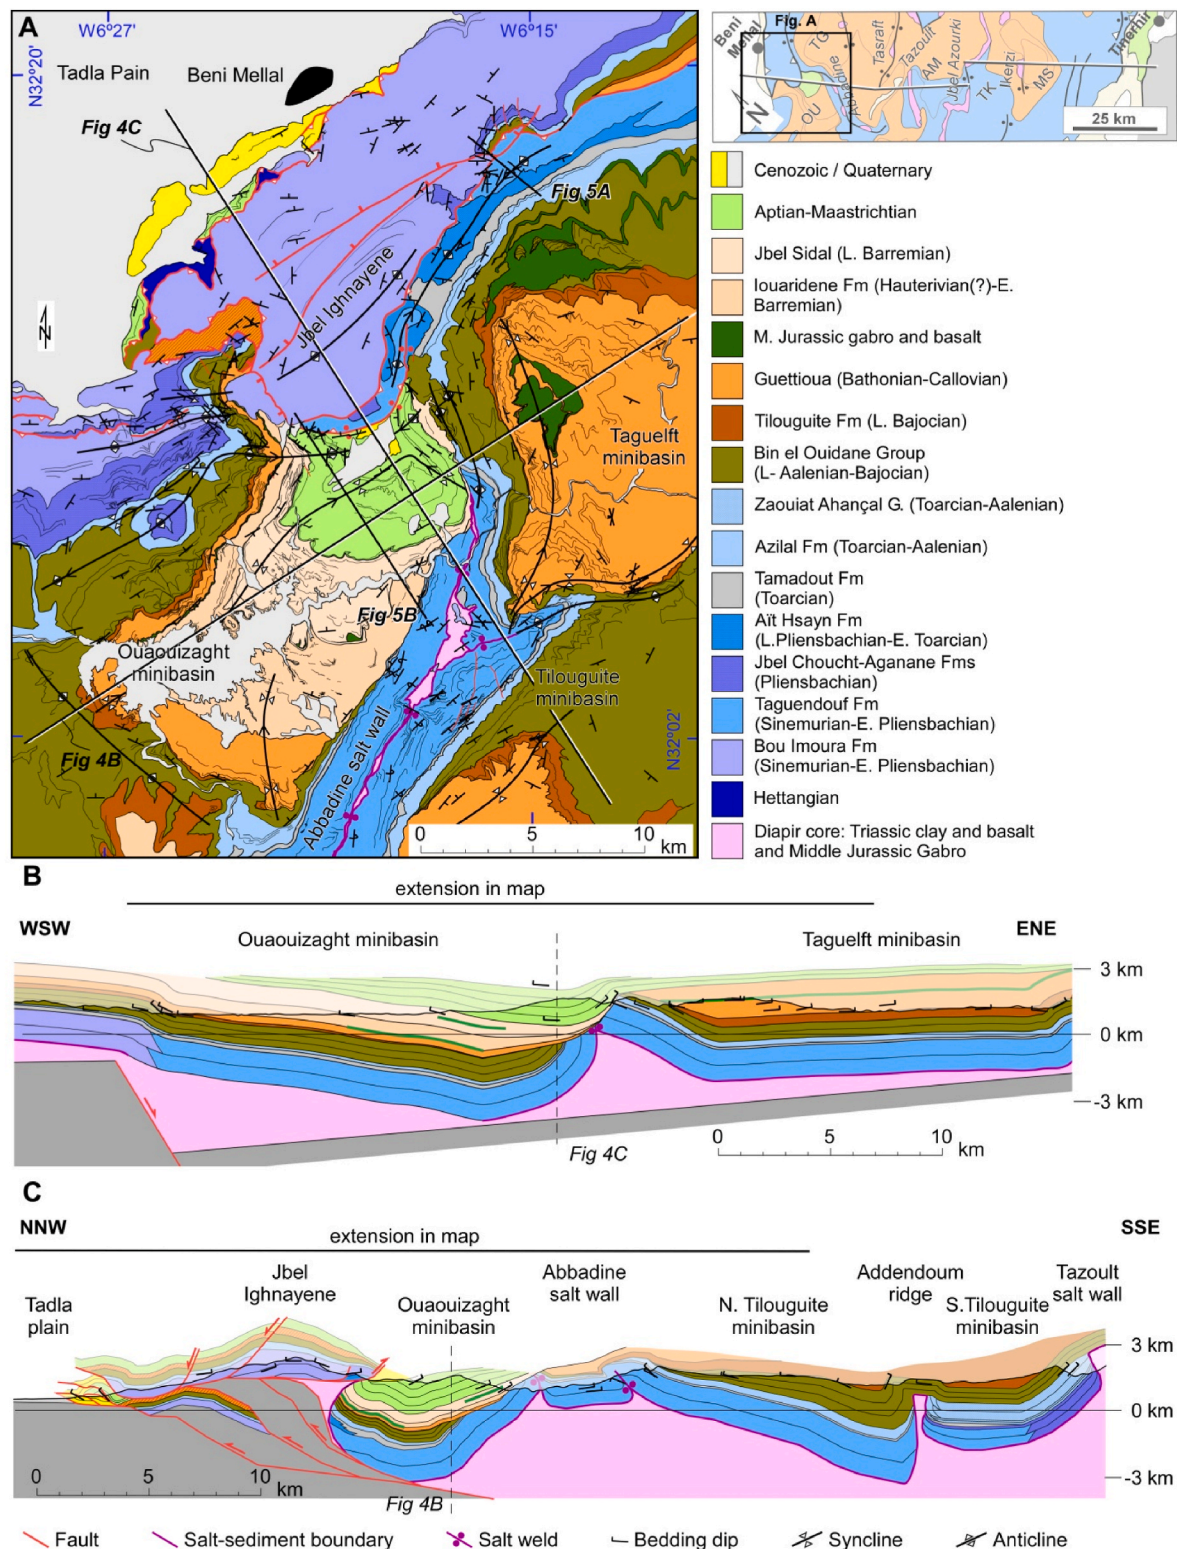 A
W6º27'
W6º15'
N32º20'
Tadla Pain
Beni Mellal
Fig 4C
Fig 5A
Jbel Ighnayene
Taguelft
minibasin
Fig 5B
Ouaouizaght
minibasin
Tilouguite
minibasin
Fig 4B
Abbadine salt wall
N32º02'
N
0 5 10
km
Fig. A
Beni
Mellal
TG
Tasraft
Tazoult
AM
Jbel Azourki
Ikerzi
MS
TK
OU
Abbadine
Tinerhir
N
25 km
Cenozoic / Quaternary
Aptian-Maastrichtian
Jbel Sidal (L. Barremian)
Iouaridene Fm (Hauterivian(?)-E.
Barremian)
M. Jurassic gabro and basalt
Guettioua (Bathonian-Callovian)
Tilouguite Fm (L. Bajocian)
Bin el Ouidane Group
(L- Aalenian-Bajocian)
Zaouiat Ahançal G. (Toarcian-Aalenian)
Azilal Fm (Toarcian-Aalenian)
Tamadout Fm
(Toarcian)
Aït Hsayn Fm
(L.Pliensbachian-E. Toarcian)
Jbel Choucht-Aganane Fms
(Pliensbachian)
Taguendouf Fm
(Sinemurian-E. Pliensbachian)
Bou Imoura Fm
(Sinemurian-E. Pliensbachian)
Hettangian
Diapir core: Triassic clay and basalt
and Middle Jurassic Gabro
B
extension in map
WSW
ENE
Ouaouizaght minibasin
Taguelft minibasin
3 km
0 km
-3 km
0 5 10
km
Fig 4C
C
NNW
SSE
extension in map
Tadla
plain
Jbel
Ighnayene
Ouaouizaght
minibasin
Abbadine
salt wall
N. Tilouguite
minibasin
Addendoum
ridge
S.Tilouguite
minibasin
Tazoult
salt wall
3 km
0 km
-3 km
0 5 10
km
Fig 4B
Fault
Salt-sediment boundary
Salt weld
Bedding dip
Syncline
Anticline